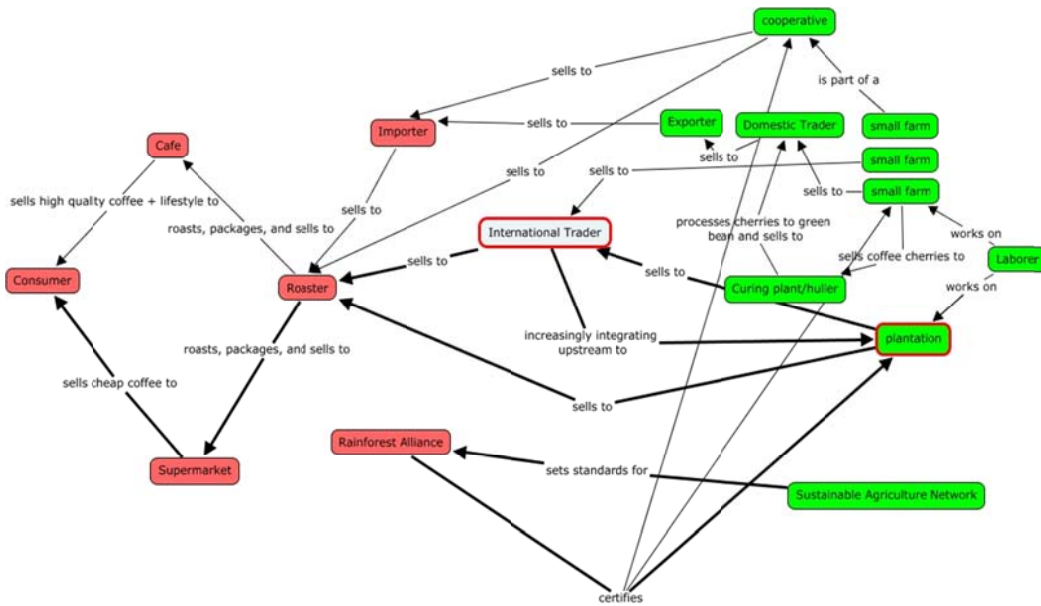 cooperative
sells to
is part of a
Importer
sells to
Exporter
Domestic Trader
small farm
Cafe
sells to
small farm
sells to
sells to
small farm
sells high quality coffee + lifestyle to
sells to
processes cherries to green
bean and sells to
roasts, packages, and sells to
International Trader
works on
sells coffee cherries to
sells to
sells to
Laborer
Consumer
Roaster
Curing plant/huller
works on
increasingly integrating
upstream to
plantation
roasts, packages, and sells to
sells cheap coffee to
sells to
Rainforest Alliance
Supermarket
sets standards for
Sustainable Agriculture Network
certifies